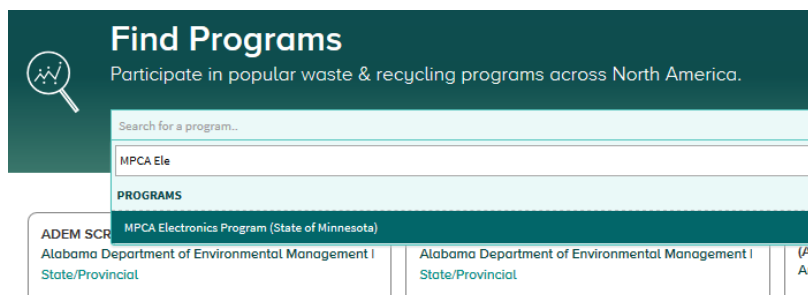 Find Programs
Participate in popular waste & recycling programs across North America.
Search for a program..
MPCA Ele
PROGRAMS
MPCA Electronics Program (State of Minnesota)
ADEM SCR
Alabama Department of Environmental Management
State/Provincial
Alabama Department of Environmental Management
State/Provincial